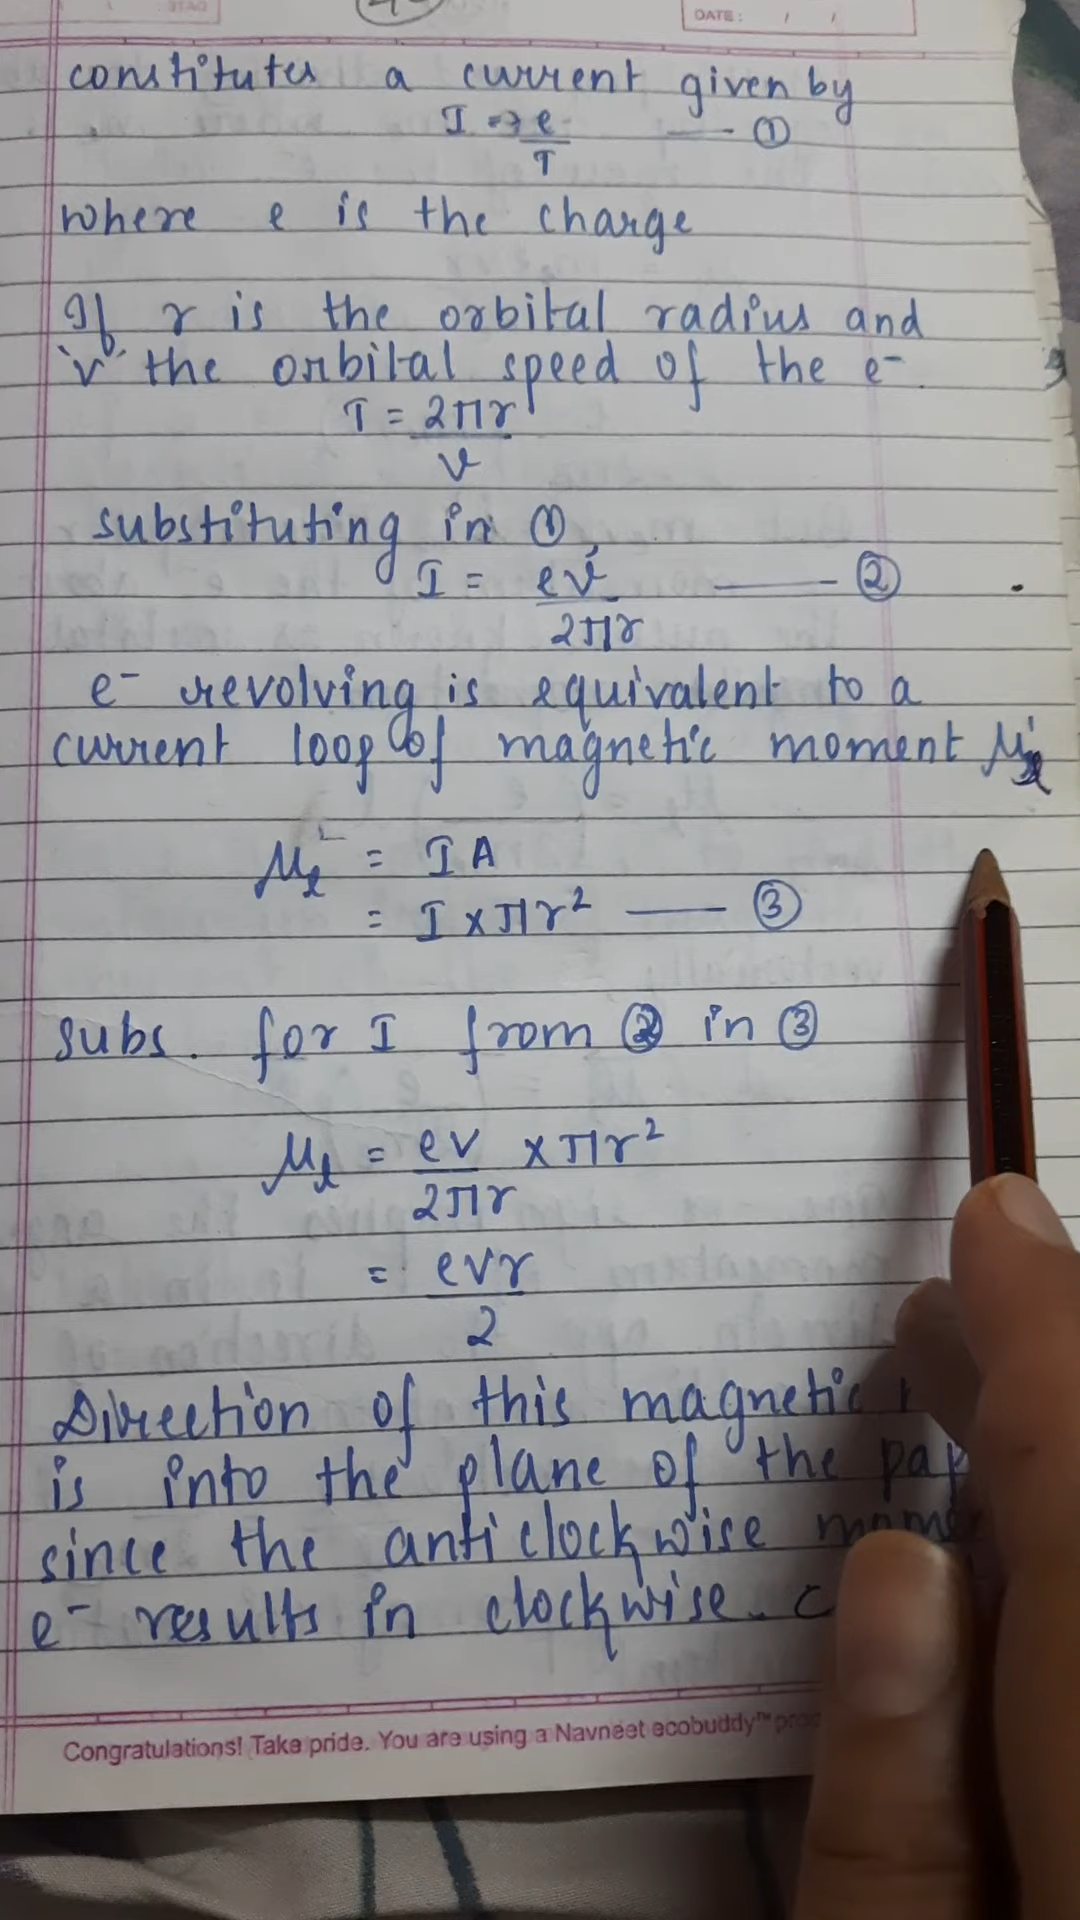 DATE: / /
constitutes a current given by
I => e/T —— ①
where e is the charge
If r is the orbital radius and
'v' the orbital speed of the e⁻.
T = 2πr/v
substituting in ①,
I = ev/2πr —— ②
e⁻ revolving is equivalent to a
current loop of magnetic moment μₗ
μₗ = IA
= I × πr² —— ③
subs. for I from ② in ③
μₗ = ev/2πr × πr²
= evr/2
Direction of this magnetic
is into the plane of the
since the anticlockwise
e⁻ results in clockwise
Congratulations! Take pride. You are using a Navneet ecobuddy™